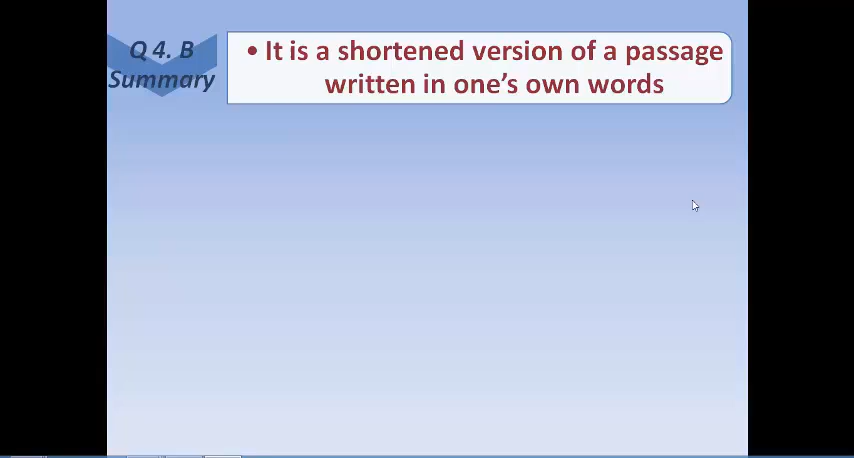 Q 4. B
Summary
• It is a shortened version of a passage
written in one’s own words